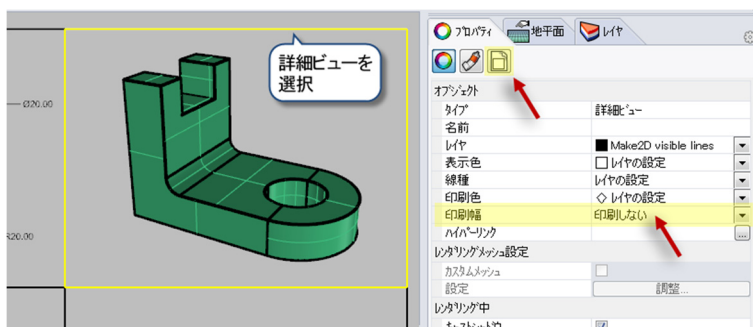 詳細ビューを
選択
Ø20.00
R20.00
プロパティ
地平面
レイヤ
オブジェクト
タイプ 詳細ビュー
名前
レイヤ Make2D visible lines
表示色 レイヤの設定
線種 レイヤの設定
印刷色 レイヤの設定
印刷幅 印刷しない
ハイパーリンク ...
レンダリングメッシュ設定
カスタムメッシュ
設定 調整...
レンダリング中